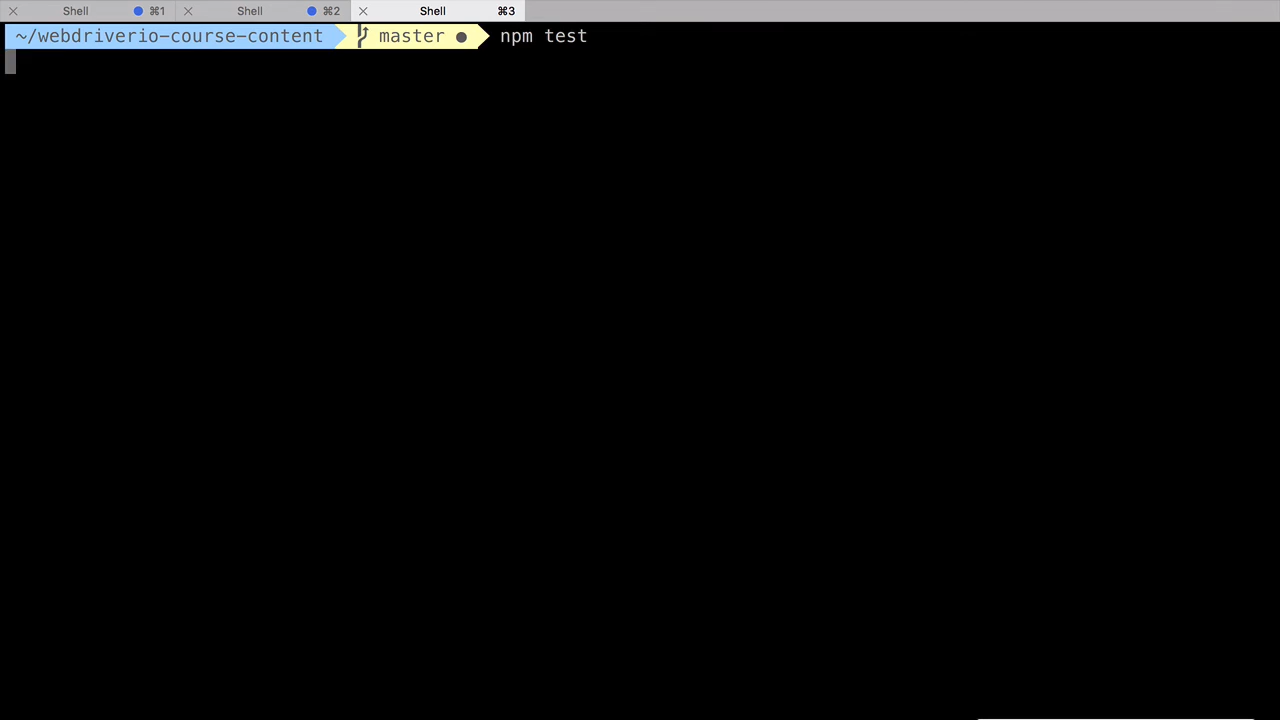 Shell ⌘1 Shell ⌘2 Shell ⌘3
~/webdriverio-course-content master ● npm test